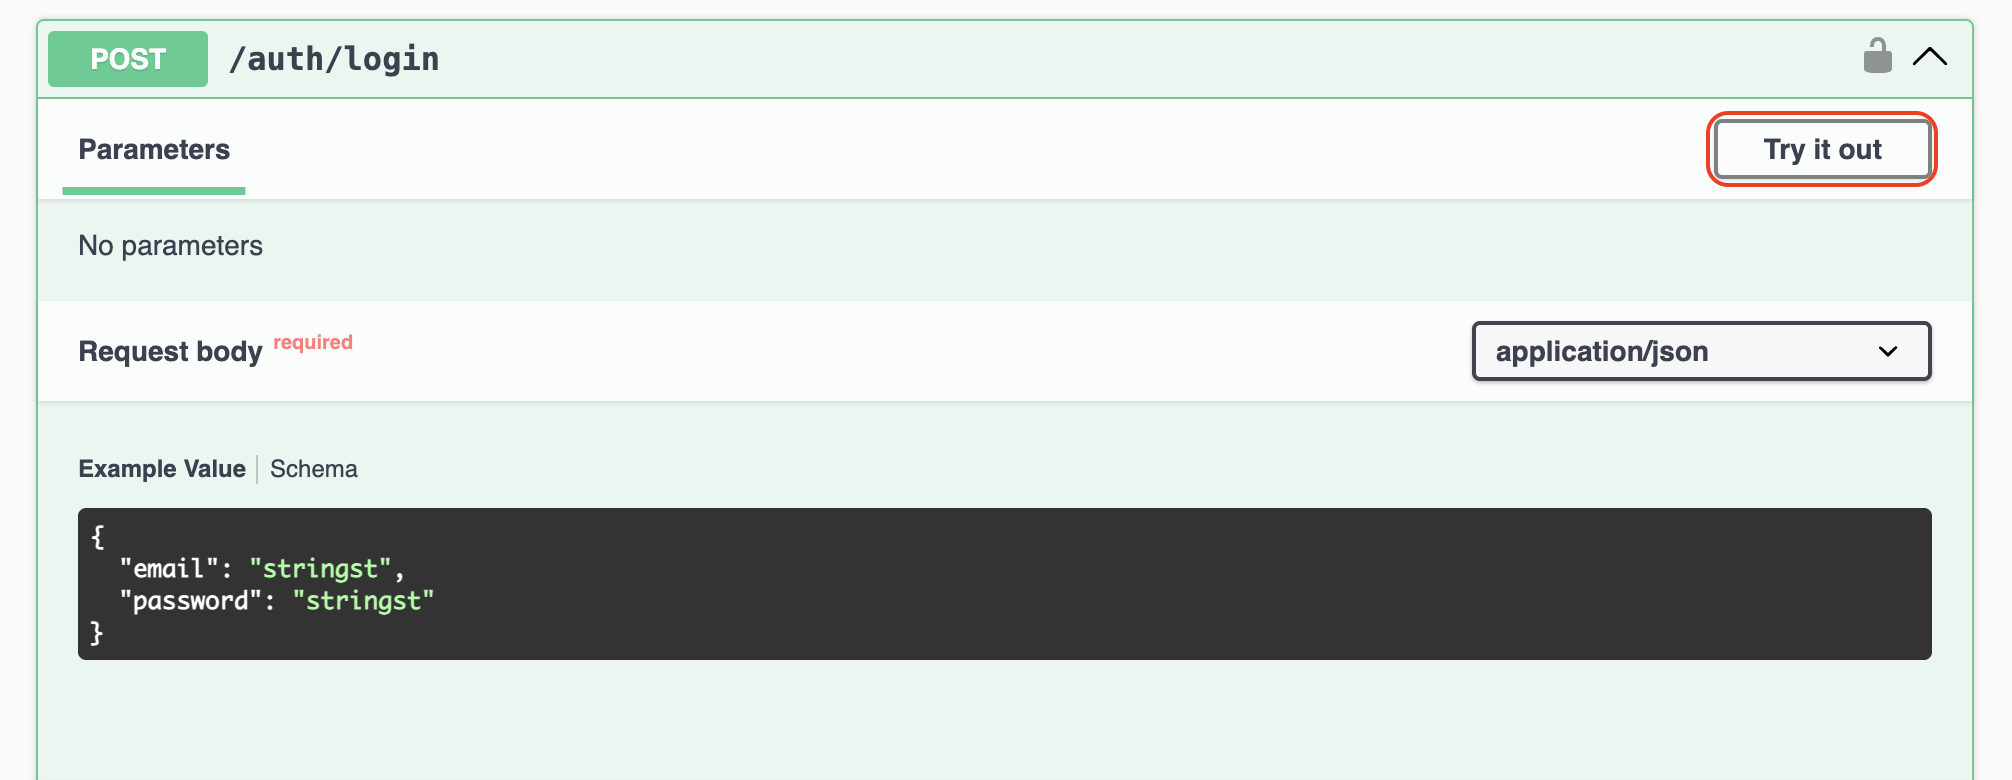 POST /auth/login
Parameters
Try it out
No parameters
Request body required
application/json
Example Value
Schema
{
  "email": "stringst",
  "password": "stringst"
}